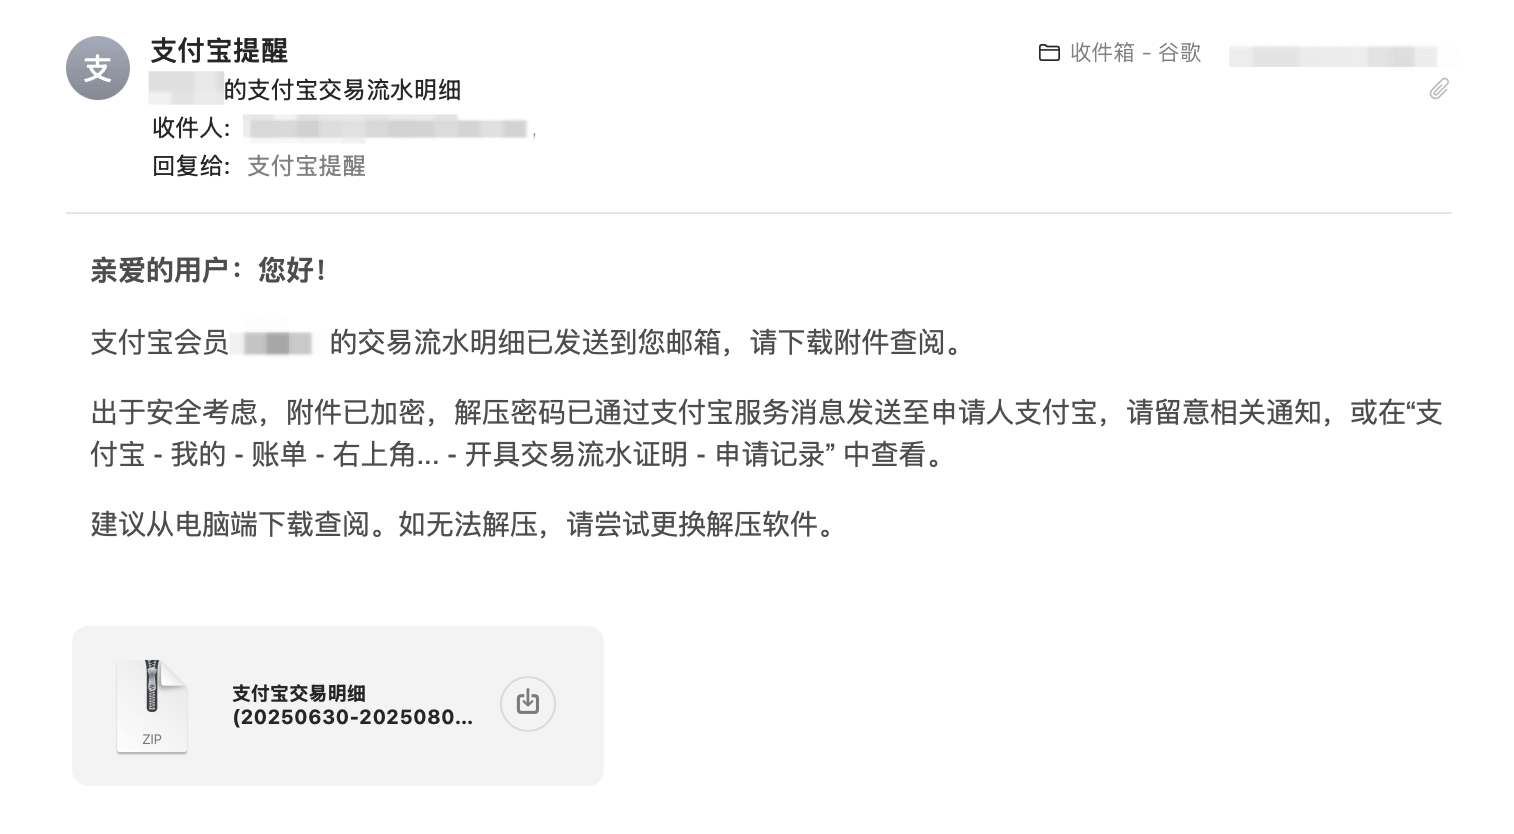 支
支付宝提醒
收件箱 - 谷歌
的支付宝交易流水明细
收件人：
回复给： 支付宝提醒
亲爱的用户：您好！
支付宝会员 的交易流水明细已发送到您邮箱，请下载附件查阅。
出于安全考虑，附件已加密，解压密码已通过支付宝服务消息发送至申请人支付宝，请留意相关通知，或在“支
付宝 - 我的 - 账单 - 右上角... - 开具交易流水证明 - 申请记录” 中查看。
建议从电脑端下载查阅。如无法解压，请尝试更换解压软件。
支付宝交易明细
(20250630-2025080...
ZIP